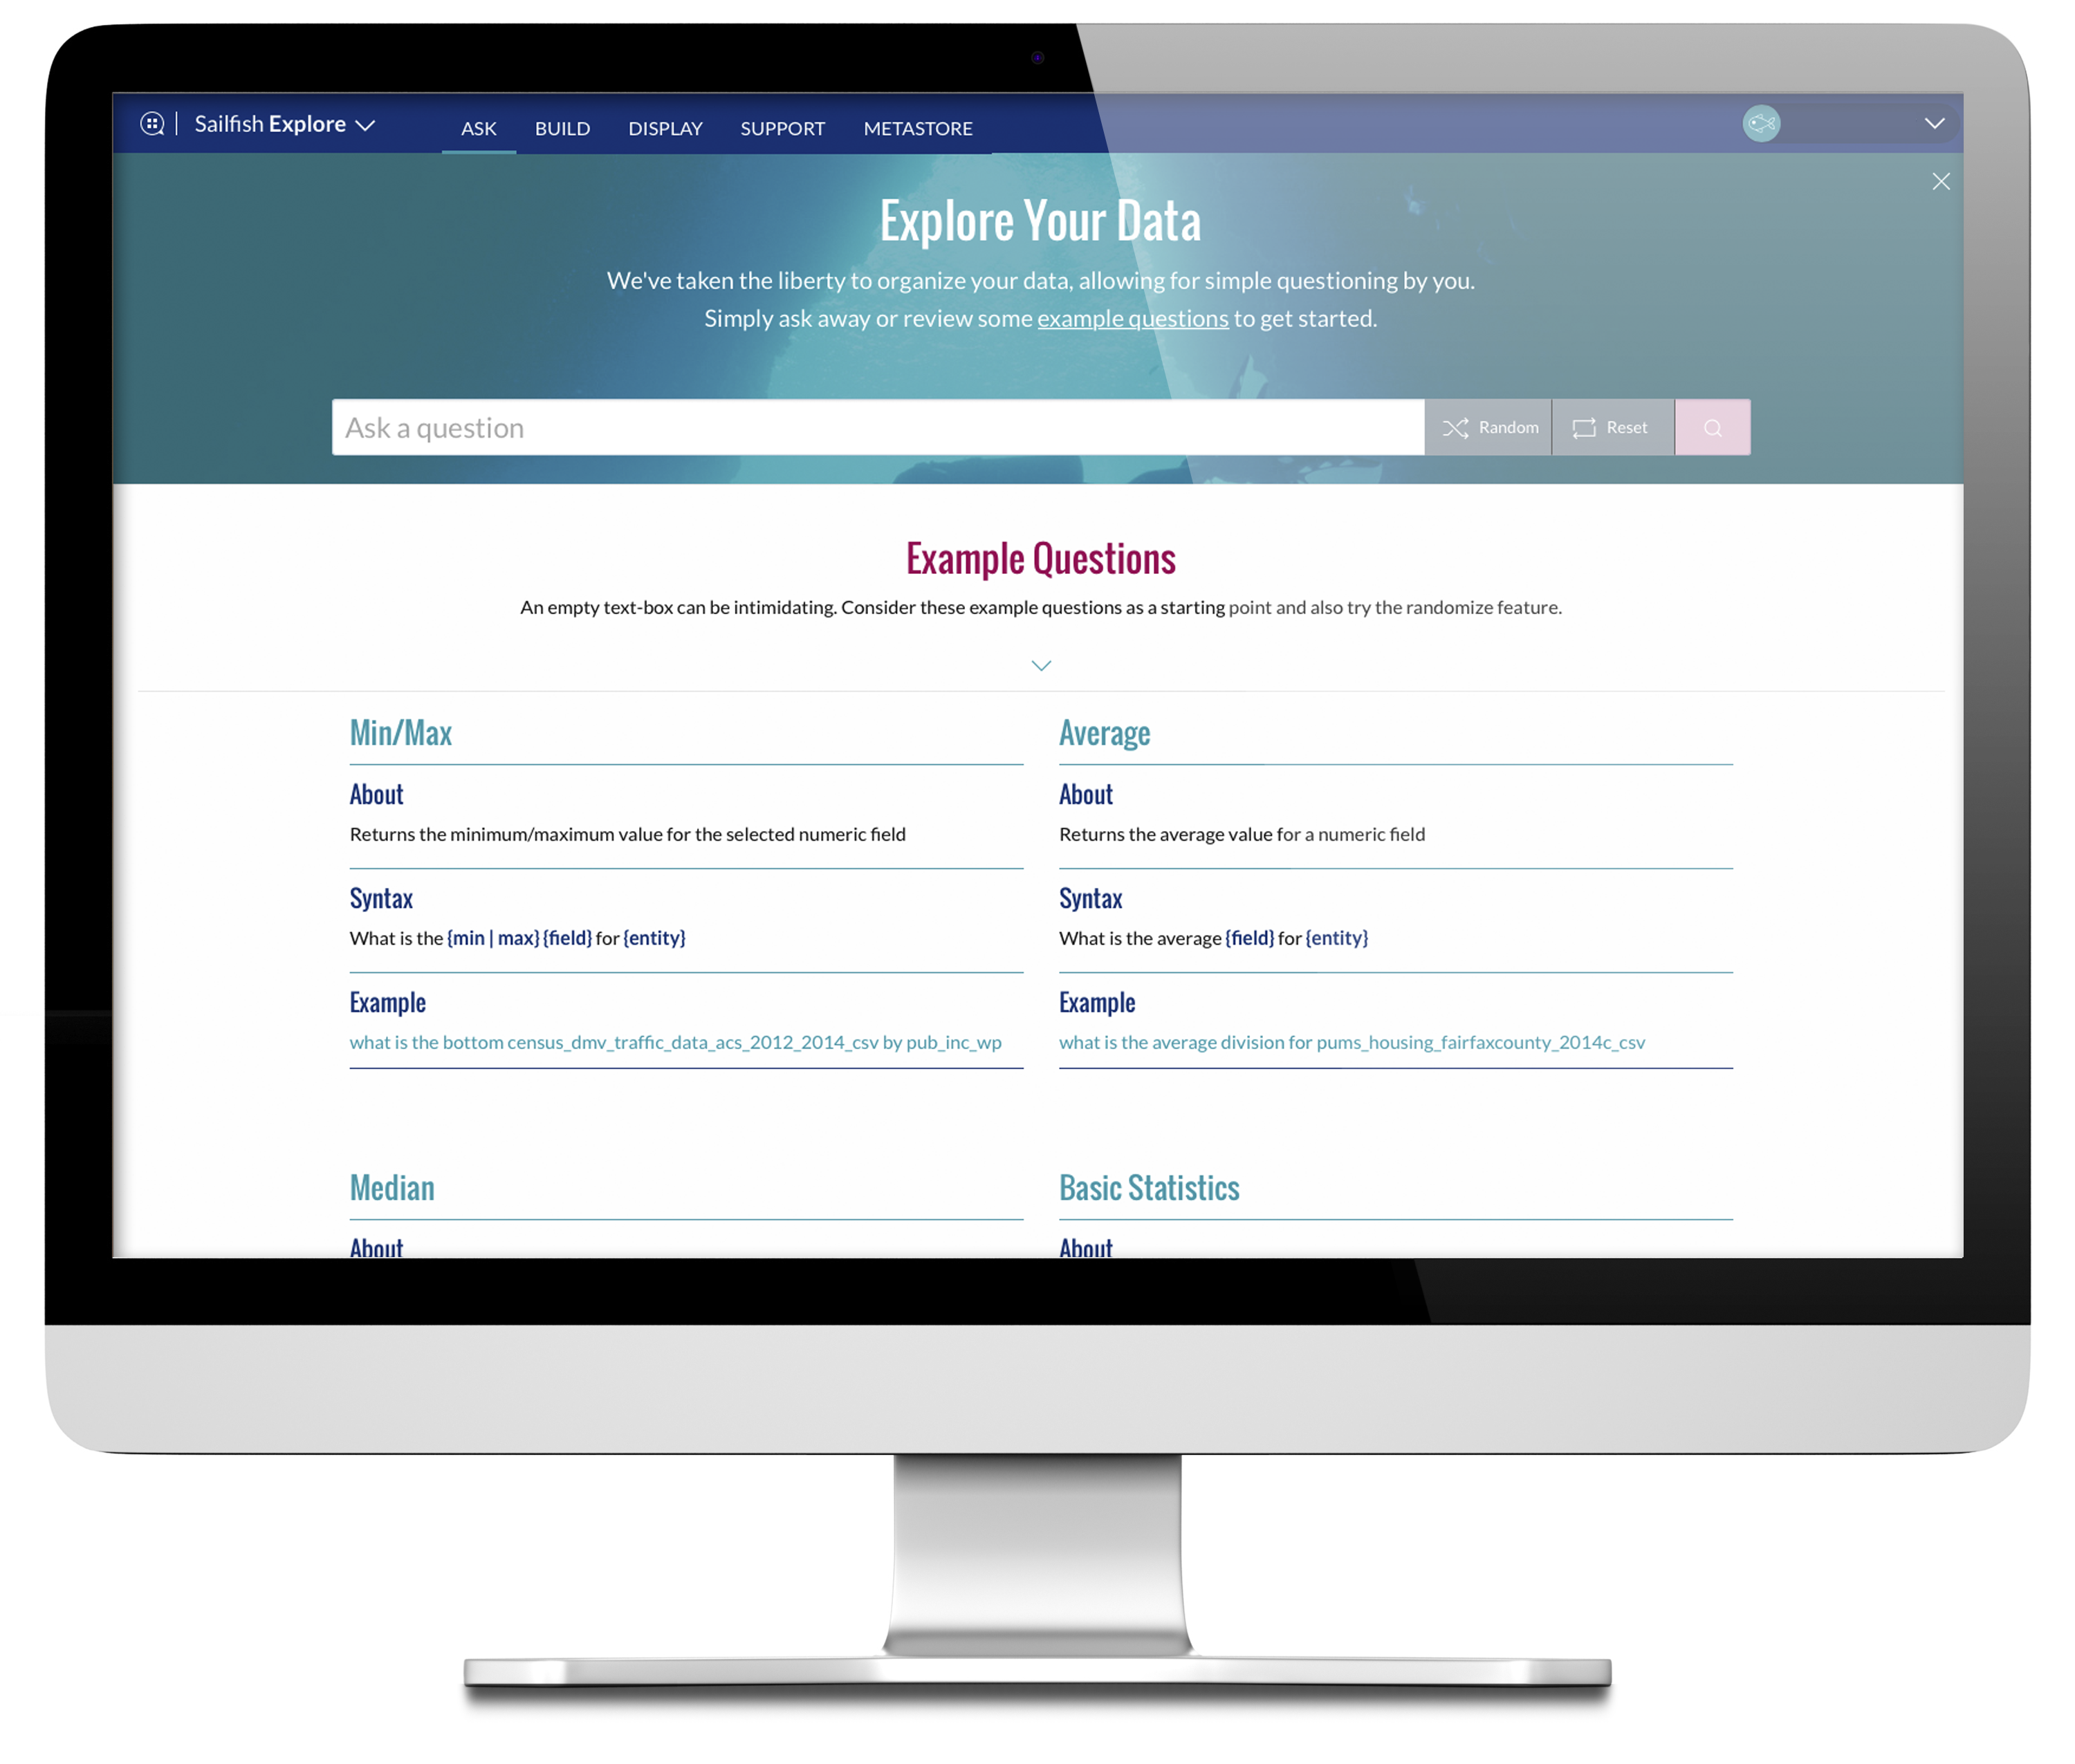 Sailfish Explore
ASK BUILD DISPLAY SUPPORT METASTORE
Explore Your Data
We've taken the liberty to organize your data, allowing for simple questioning by you.
Simply ask away or review some example questions to get started.
Ask a question Random Reset
Example Questions
An empty text-box can be intimidating. Consider these example questions as a starting point and also try the randomize feature.
Min/Max
About
Returns the minimum/maximum value for the selected numeric field
Syntax
What is the {min | max} {field} for {entity}
Example
what is the bottom census_dmv_traffic_data_acs_2012_2014_csv by pub_inc_wp
Average
About
Returns the average value for a numeric field
Syntax
What is the average {field} for {entity}
Example
what is the average division for pums_housing_fairfaxcounty_2014c_csv
Median
About
Basic Statistics
About